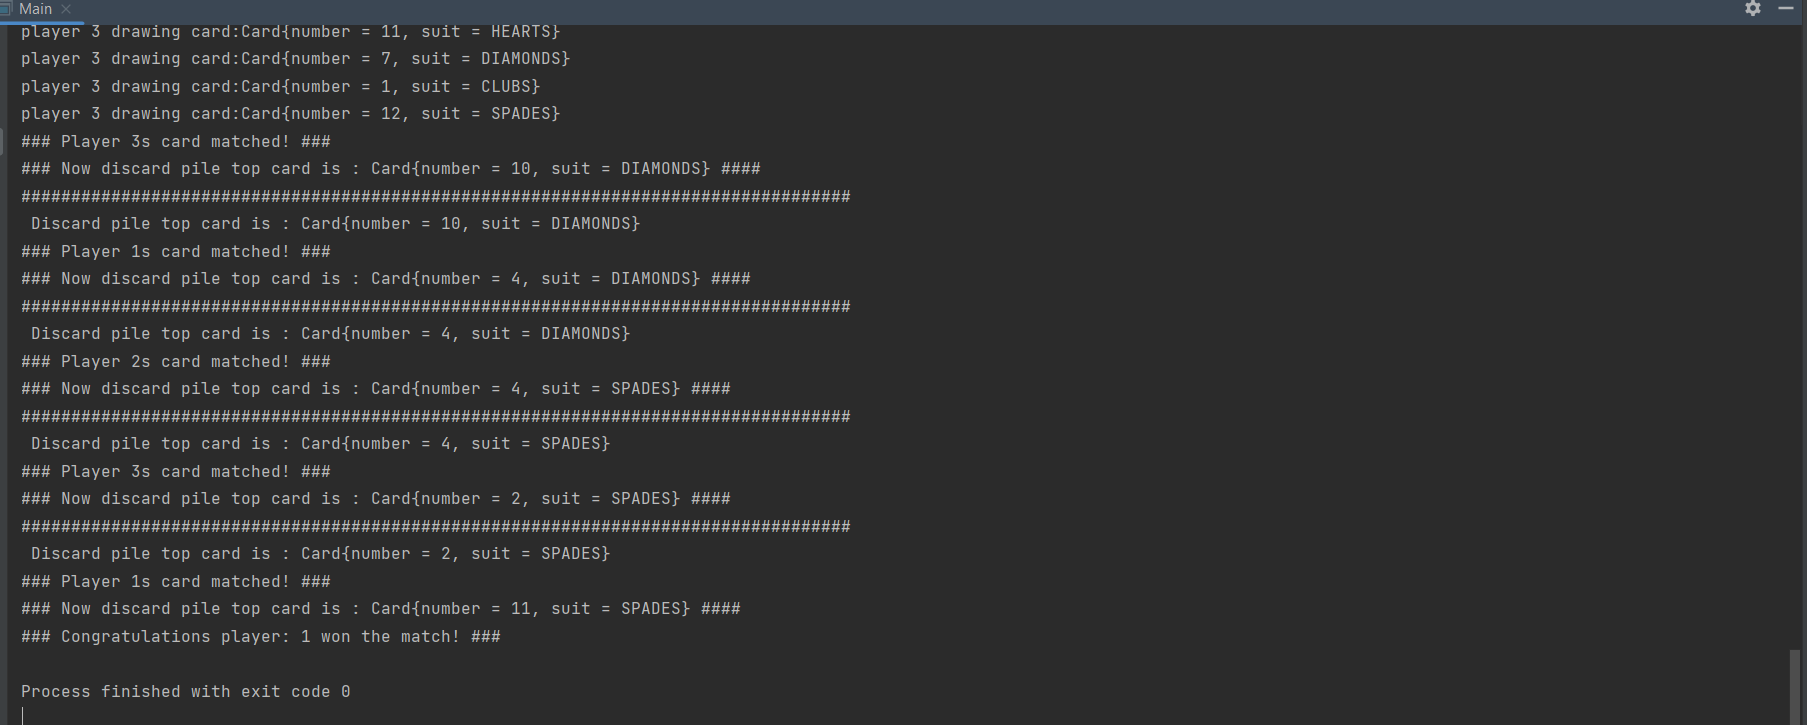 Main
player 3 drawing card:Card{number = 11, suit = HEARTS}
player 3 drawing card:Card{number = 7, suit = DIAMONDS}
player 3 drawing card:Card{number = 1, suit = CLUBS}
player 3 drawing card:Card{number = 12, suit = SPADES}
### Player 3s card matched! ###
### Now discard pile top card is : Card{number = 10, suit = DIAMONDS} ####
###################################################################################
 Discard pile top card is : Card{number = 10, suit = DIAMONDS}
### Player 1s card matched! ###
### Now discard pile top card is : Card{number = 4, suit = DIAMONDS} ####
###################################################################################
 Discard pile top card is : Card{number = 4, suit = DIAMONDS}
### Player 2s card matched! ###
### Now discard pile top card is : Card{number = 4, suit = SPADES} ####
###################################################################################
 Discard pile top card is : Card{number = 4, suit = SPADES}
### Player 3s card matched! ###
### Now discard pile top card is : Card{number = 2, suit = SPADES} ####
###################################################################################
 Discard pile top card is : Card{number = 2, suit = SPADES}
### Player 1s card matched! ###
### Now discard pile top card is : Card{number = 11, suit = SPADES} ####
### Congratulations player: 1 won the match! ###
Process finished with exit code 0